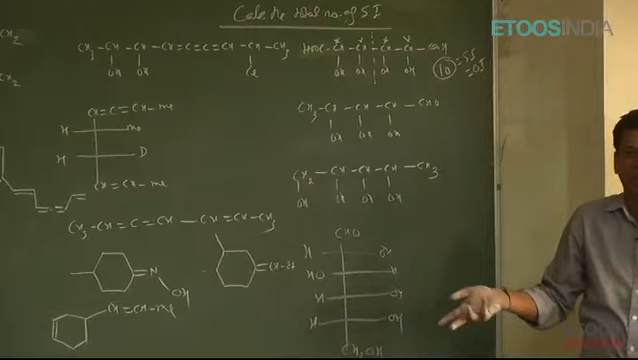 total no. of SI
ETOOSINDIA
CH3 - CH - CH - CH = C = C = CH - CH - CH3
OH OH Cl
HOOC - CH - CH - CH - CH - COOH
OH OH OH OH
10
CH = C = CH - Me
H Me
H D
CH = CH - Me
CH3 - CH - CH - CH - CHO
OH OH OH
CH2 - CH - CH - CH - CH3
OH OH OH OH
CH3 - CH = C = CH - CH = CH - CH3
= N
OH
= CH - Et
CH = CH - Me
CHO
H OH
HO H
H OH
H OH
CH2OH